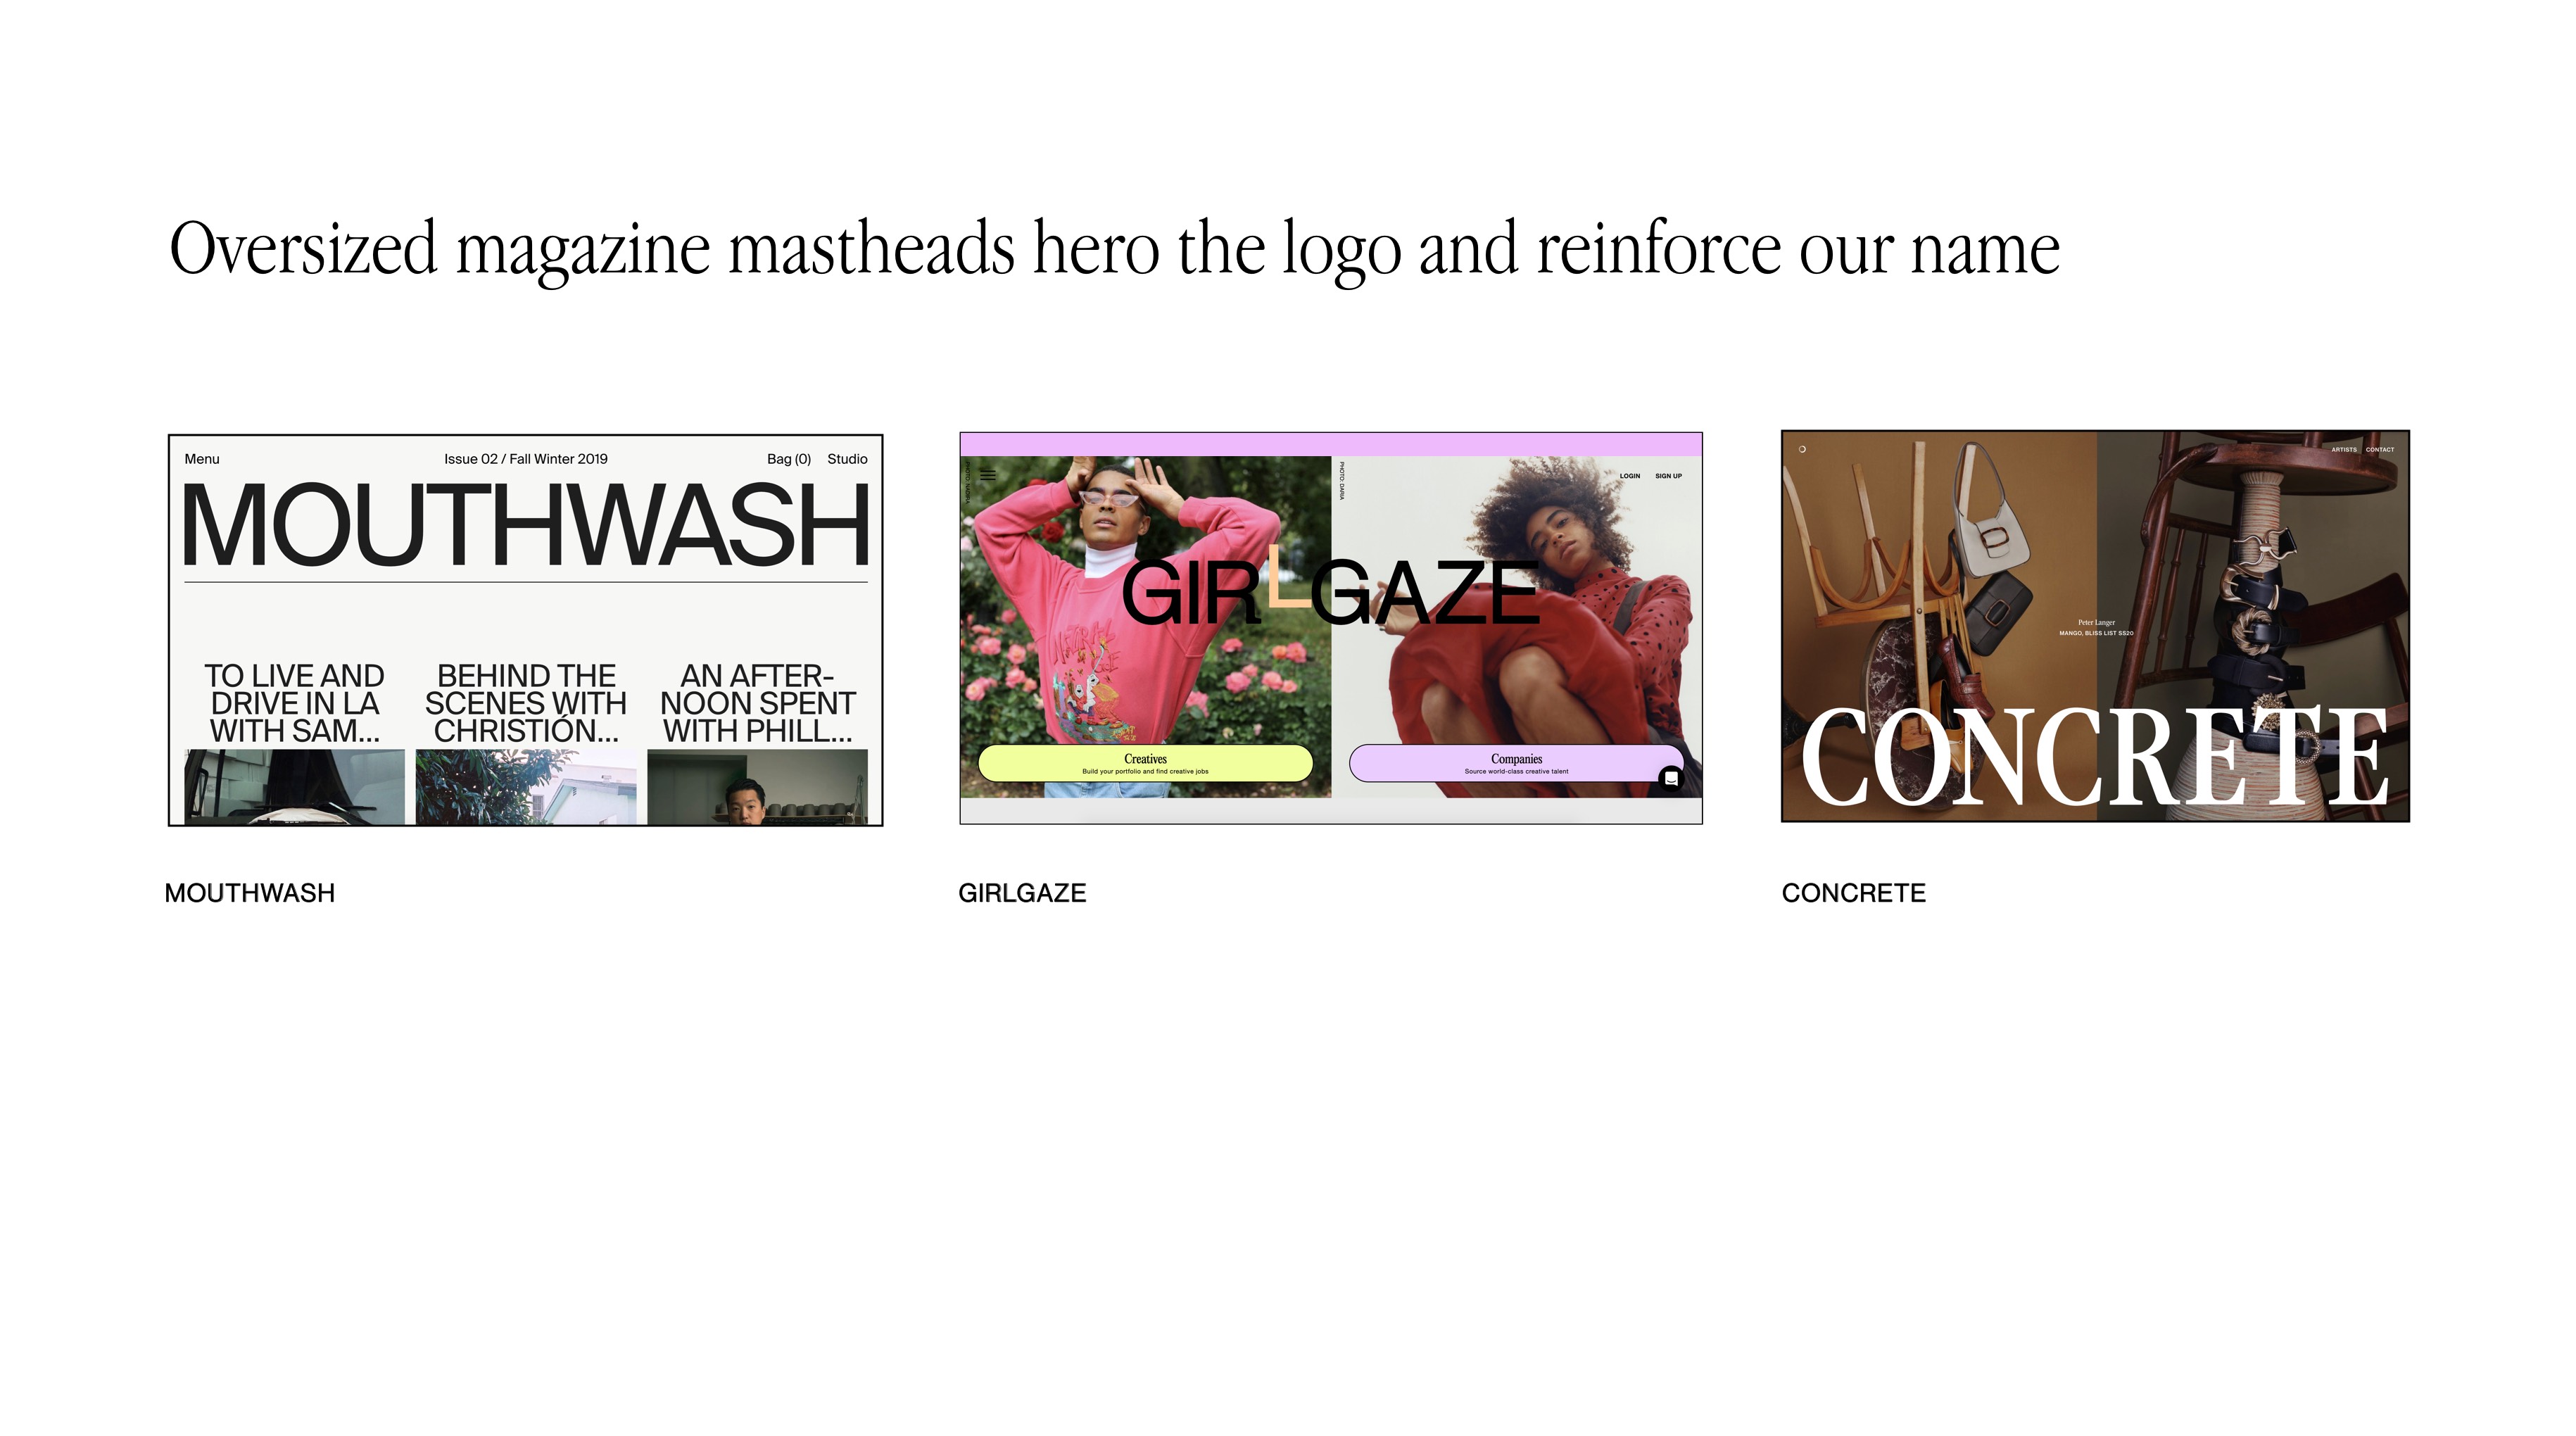 Oversized magazine mastheads hero the logo and reinforce our name
Menu
Issue 02 / Fall Winter 2019
Bag (0)
Studio
MOUTHWASH
TO LIVE AND
DRIVE IN LA
WITH SAM...
BEHIND THE
SCENES WITH
CHRISTIÓN...
AN AFTER-
NOON SPENT
WITH PHILL...
MOUTHWASH
PHOTO: DARIA
LOGIN
SIGN UP
GIRLGAZE
Creatives
Build your portfolio and find creative jobs
Companies
Source world-class creative talent
GIRLGAZE
ARTISTS
CONTACT
Peter Langer
MANGO, BLISS LIST SS20
CONCRETE
CONCRETE